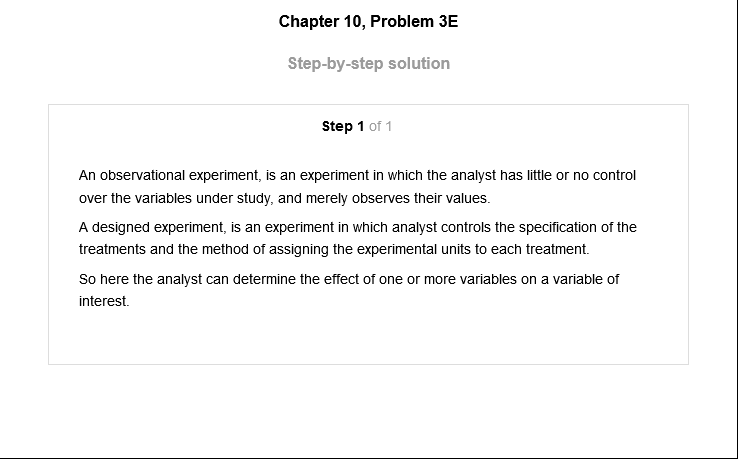 Chapter 10, Problem 3E
Step-by-step solution
Step 1 of 1
An observational experiment, is an experiment in which the analyst has little or no control
over the variables under study, and merely observes their values.
A designed experiment, is an experiment in which analyst controls the specification of the
treatments and the method of assigning the experimental units to each treatment.
So here the analyst can determine the effect of one or more variables on a variable of
interest.